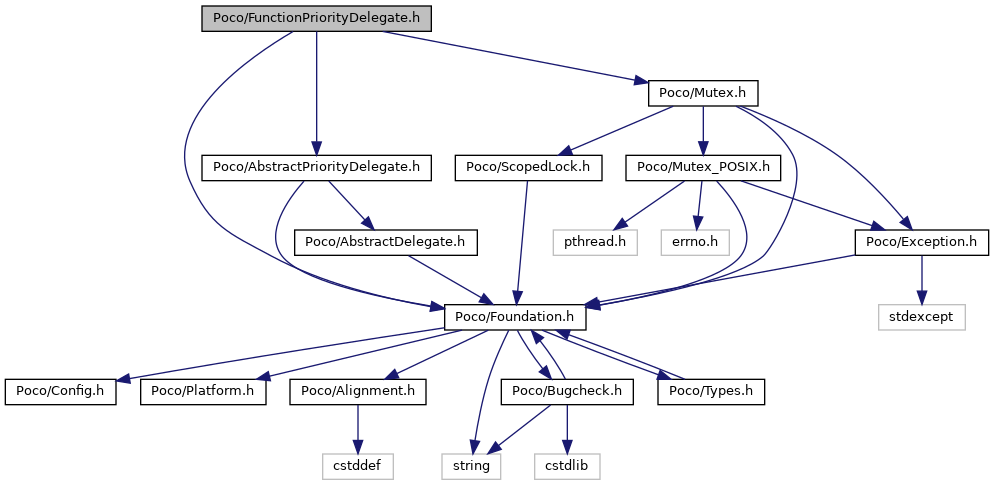 Poco/FunctionPriorityDelegate.h
Poco/Mutex.h
Poco/AbstractPriorityDelegate.h
Poco/ScopedLock.h
Poco/Mutex_POSIX.h
Poco/AbstractDelegate.h
pthread.h
errno.h
Poco/Exception.h
Poco/Foundation.h
stdexcept
Poco/Config.h
Poco/Platform.h
Poco/Alignment.h
Poco/Bugcheck.h
Poco/Types.h
cstddef
string
cstdlib